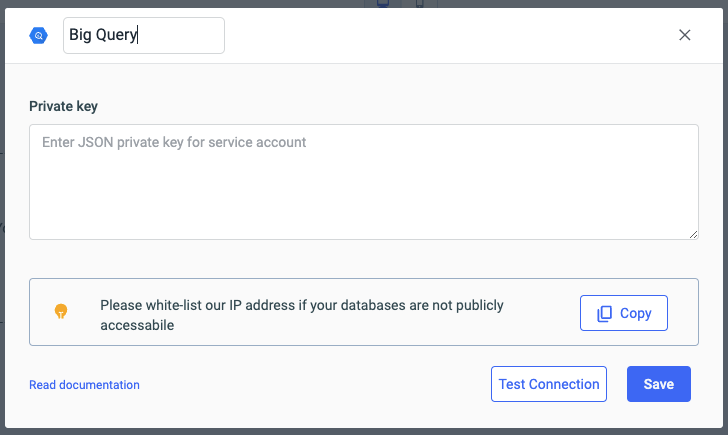 Big Query
Private key
Enter JSON private key for service account
Please white-list our IP address if your databases are not publicly
accessabile
Copy
Read documentation
Test Connection
Save